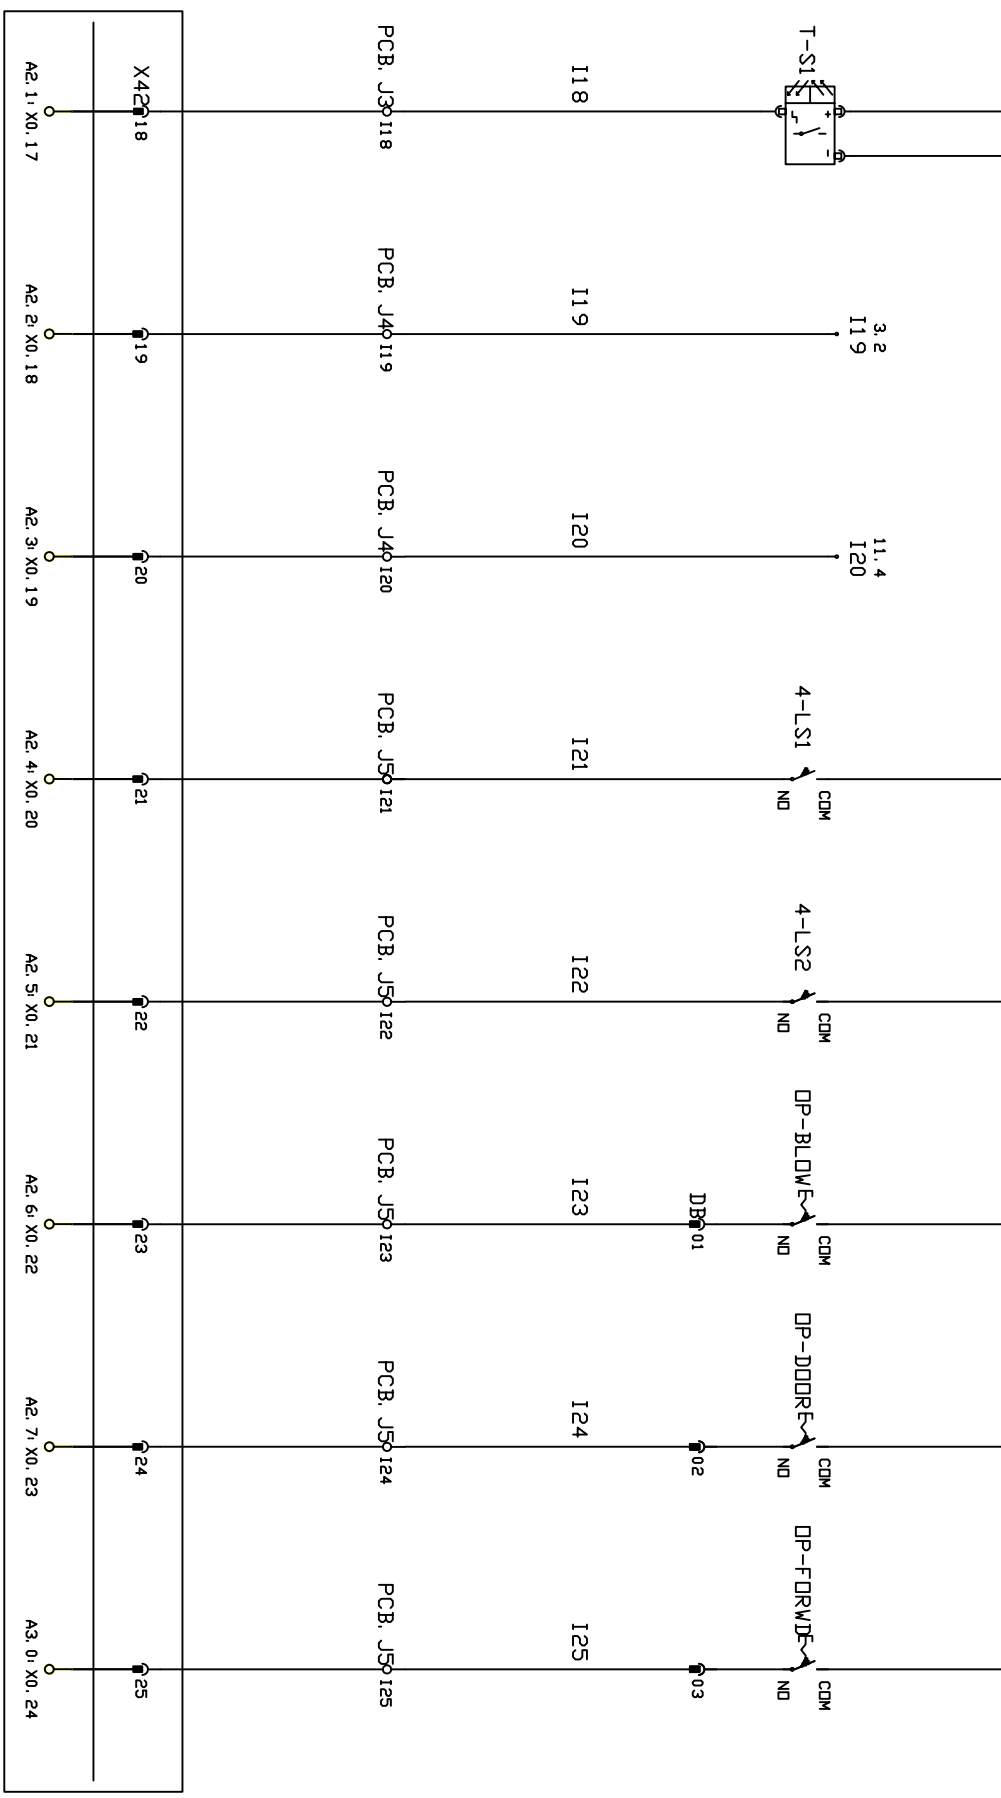 T-S1
I18
PCB. J3
I18
X42
18
A2. 1: X0. 17
+
-
3. 2
I19
I19
PCB. J4
I19
19
A2. 2: X0. 18
11. 4
I20
I20
PCB. J4
I20
20
A2. 3: X0. 19
4-LS1
COM
NO
I21
PCB. J5
I21
21
A2. 4: X0. 20
4-LS2
COM
NO
I22
PCB. J5
I22
22
A2. 5: X0. 21
OP-BLOW
COM
NO
DB
01
I23
PCB. J5
I23
23
A2. 6: X0. 22
OP-DOOR
COM
NO
02
I24
PCB. J5
I24
24
A2. 7: X0. 23
OP-FORWD
COM
NO
03
I25
PCB. J5
I25
25
A3. 0: X0. 24